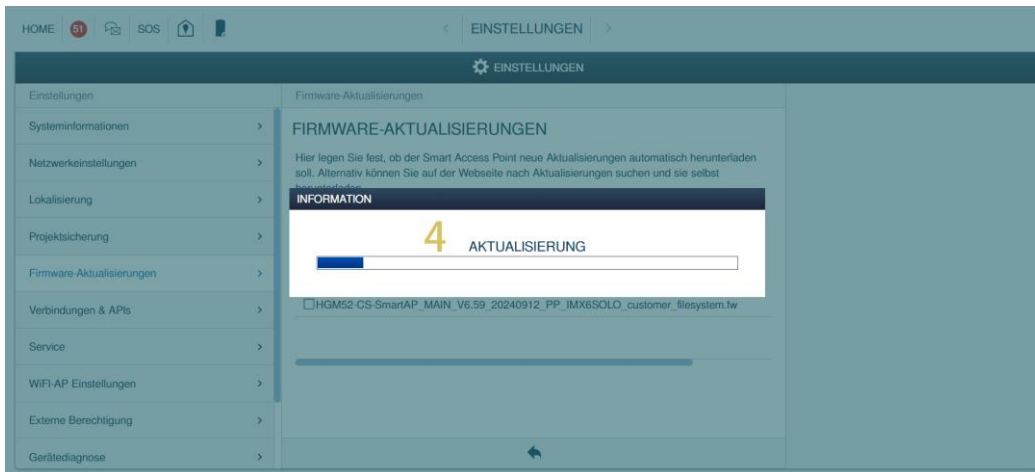 HOME 51 SOS EINSTELLUNGEN
EINSTELLUNGEN
Einstellungen
Systeminformationen
Netzwerkeinstellungen
Lokalisierung
Projektsicherung
Firmware-Aktualisierungen
Verbindungen & APIs
Service
WiFI-AP Einstellungen
Externe Berechtigung
Gerätediagnose
Firmware-Aktualisierungen
FIRMWARE-AKTUALISIERUNGEN
Hier legen Sie fest, ob der Smart Access Point neue Aktualisierungen automatisch herunterladen
soll. Alternativ können Sie auf der Webseite nach Aktualisierungen suchen und sie selbst
INFORMATION
4
AKTUALISIERUNG
HGM52-CS-SmartAP_MAIN_V6.59_20240912_PP_IMX6SOLO_customer_filesystem.fw